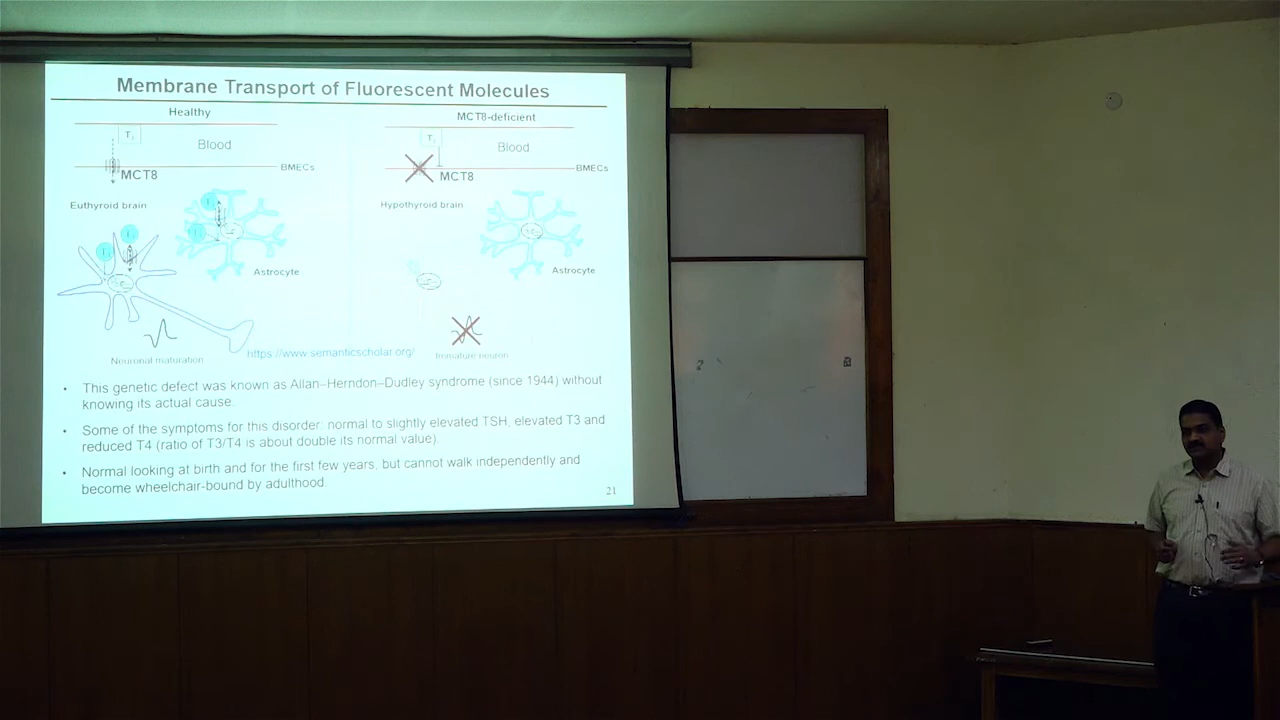 Membrane Transport of Fluorescent Molecules
Healthy
MCT8-deficient
Blood
Blood
BMECs
BMECs
MCT8
MCT8
Euthyroid brain
Hypothyroid brain
Astrocyte
Astrocyte
Neuronal maturation
https://www.semanticscholar.org/
Immature neuron
• This genetic defect was known as Allan–Herndon–Dudley syndrome (since 1944) without
knowing its actual cause.
• Some of the symptoms for this disorder: normal to slightly elevated TSH, elevated T3 and
reduced T4 (ratio of T3/T4 is about double its normal value).
• Normal looking at birth and for the first few years, but cannot walk independently and
become wheelchair-bound by adulthood.
21